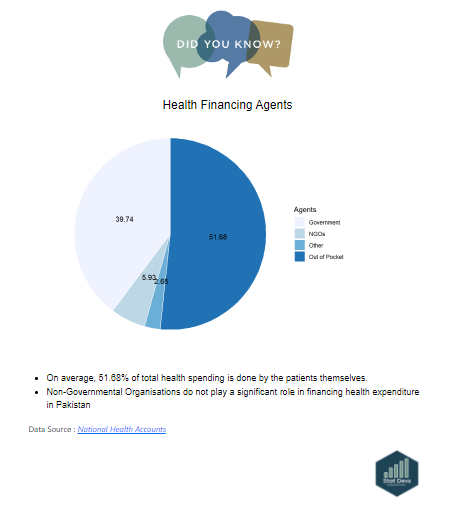 DID YOU KNOW?
Health Financing Agents
39.74
51.68
5.93
2.65
Agents
Government
NGOs
Other
Out of Pocket
On average, 51.68% of total health spending is done by the patients themselves.
Non-Governmental Organisations do not play a significant role in financing health expenditure
in Pakistan
Data Source : National Health Accounts
Stat Devs